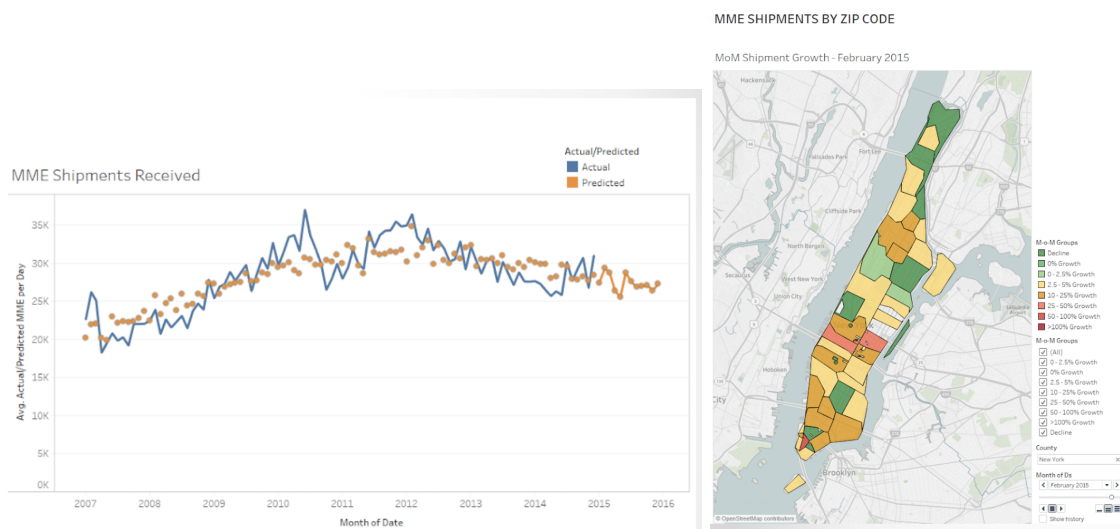 MME SHIPMENTS BY ZIP CODE
MoM Shipment Growth - February 2015
Actual/Predicted
Actual
Predicted
MME Shipments Received
35K
30K
25K
20K
15K
10K
5K
0K
Avg. Actual/Predicted MME per Day
2007 2008 2009 2010 2011 2012 2013 2014 2015 2016
Month of Date
Hackensack
Fort Lee
Palisades Park
Cliffside Park
North Bergen
Secaucus
West New York
Union City
Hoboken
City
Brooklyn
© OpenStreetMap contributors
M-o-M Groups
Decline
0% Growth
0 - 2.5% Growth
2.5 - 5% Growth
10 - 25% Growth
25 - 50% Growth
50 - 100% Growth
>100% Growth
M-o-M Groups
(All)
0 - 2.5% Growth
0% Growth
2.5 - 5% Growth
10 - 25% Growth
25 - 50% Growth
50 - 100% Growth
>100% Growth
Decline
County
New York
Month of Da
February 2015
Show history